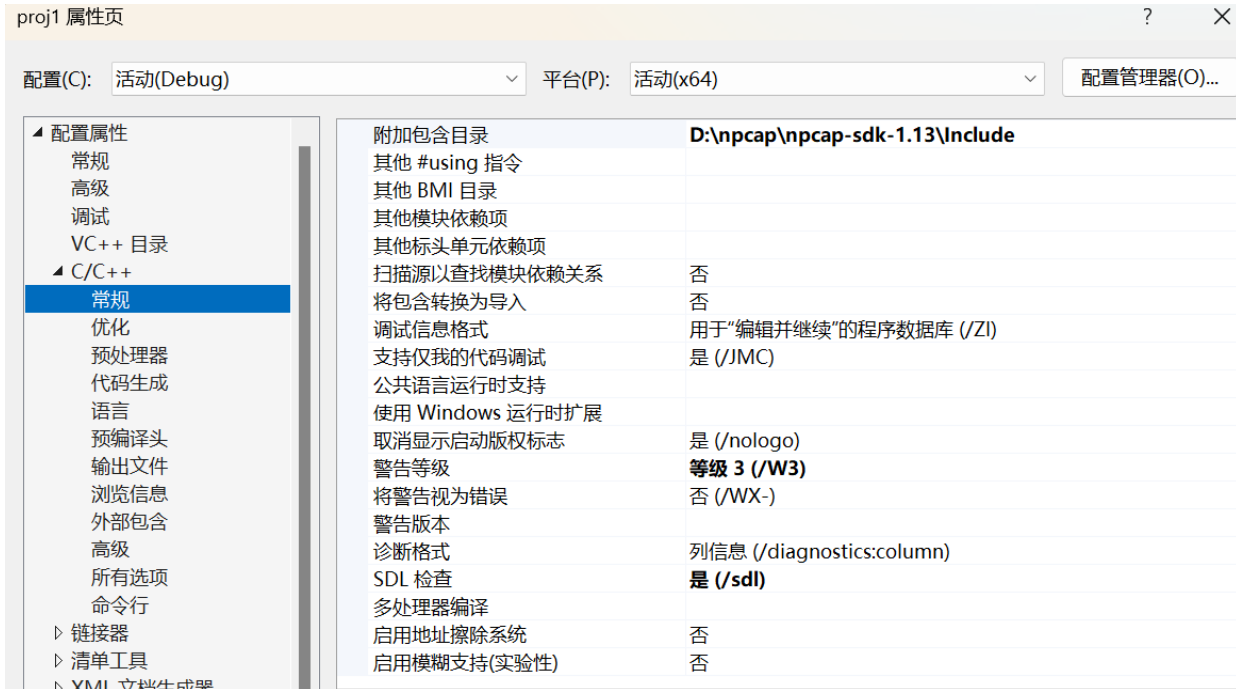 proj1 属性页 ?
配置(C): 活动(Debug) 平台(P): 活动(x64) 配置管理器(O)...
配置属性
常规
高级
调试
VC++ 目录
C/C++
常规
优化
预处理器
代码生成
语言
预编译头
输出文件
浏览信息
外部包含
高级
所有选项
命令行
链接器
清单工具
XML 文档生成器
附加包含目录 D:\npcap\npcap-sdk-1.13\Include
其他 #using 指令
其他 BMI 目录
其他模块依赖项
其他标头单元依赖项
扫描源以查找模块依赖关系 否
将包含转换为导入 否
调试信息格式 用于“编辑并继续”的程序数据库 (/ZI)
支持仅我的代码调试 是 (/JMC)
公共语言运行时支持
使用 Windows 运行时扩展
取消显示启动版权标志 是 (/nologo)
警告等级 等级 3 (/W3)
将警告视为错误 否 (/WX-)
警告版本
诊断格式 列信息 (/diagnostics:column)
SDL 检查 是 (/sdl)
多处理器编译
启用地址擦除系统 否
启用模糊支持(实验性) 否